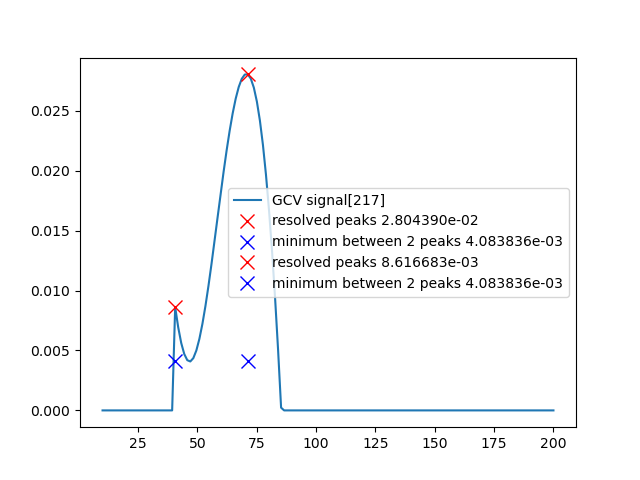 0.025
0.020
0.015
0.010
0.005
0.000
GCV signal[217]
resolved peaks 2.804390e-02
minimum between 2 peaks 4.083836e-03
resolved peaks 8.616683e-03
minimum between 2 peaks 4.083836e-03
25 50 75 100 125 150 175 200